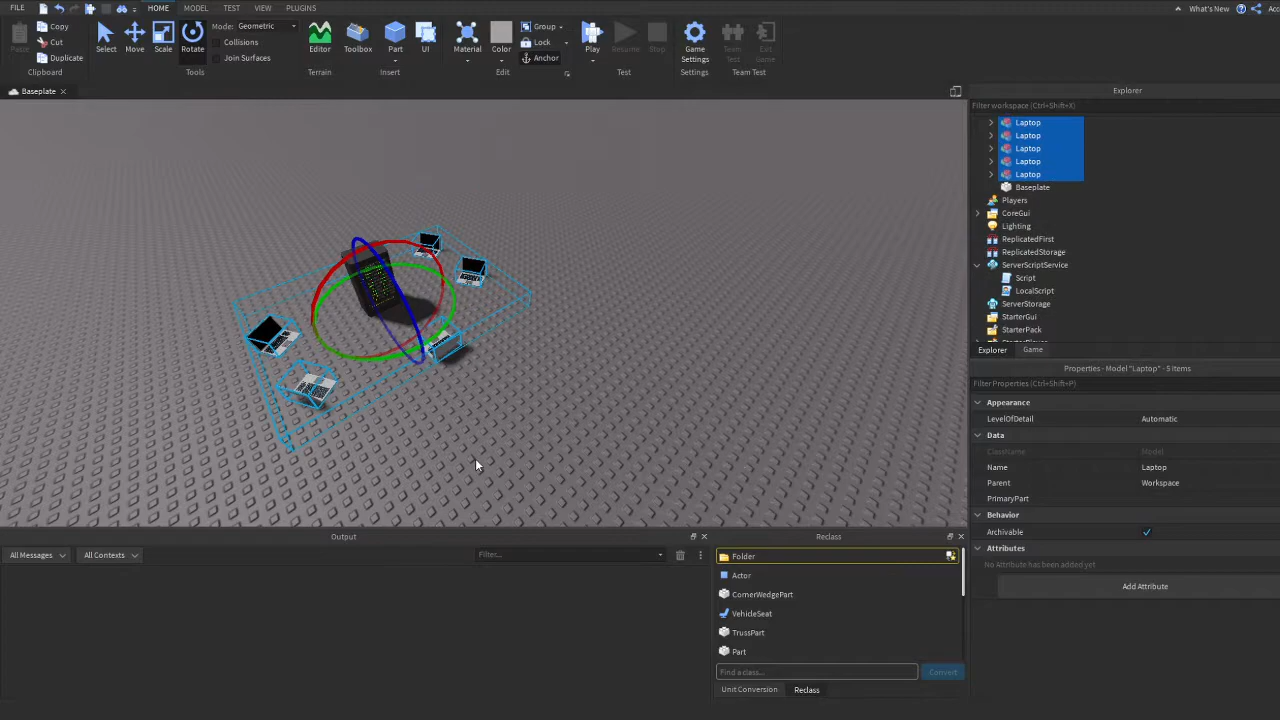 FILE HOME MODEL TEST VIEW PLUGINS What's New
Copy Cut Duplicate Paste Clipboard
Select Move Scale Rotate Mode: Geometric Collisions Join Surfaces Tools
Editor Terrain
Toolbox Part UI Insert
Material Color Group Lock Anchor Edit
Play Resume Stop Test
Game Settings Settings
Team Test Exit Game Team Test
Baseplate
Explorer
Filter workspace (Ctrl+Shift+X)
Laptop
Laptop
Laptop
Laptop
Laptop
Baseplate
Players
CoreGui
Lighting
ReplicatedFirst
ReplicatedStorage
ServerScriptService
Script
LocalScript
ServerStorage
StarterGui
StarterPack
Explorer Game
Properties - Model "Laptop" - 5 items
Filter Properties (Ctrl+Shift+P)
Appearance
LevelOfDetail Automatic
Data
ClassName Model
Name Laptop
Parent Workspace
PrimaryPart
Behavior
Archivable
Attributes
No Attribute has been added yet
Add Attribute
Output
All Messages All Contexts Filter...
Reclass
Folder
Actor
CornerWedgePart
VehicleSeat
TrussPart
Part
Find a class... Convert
Unit Conversion Reclass